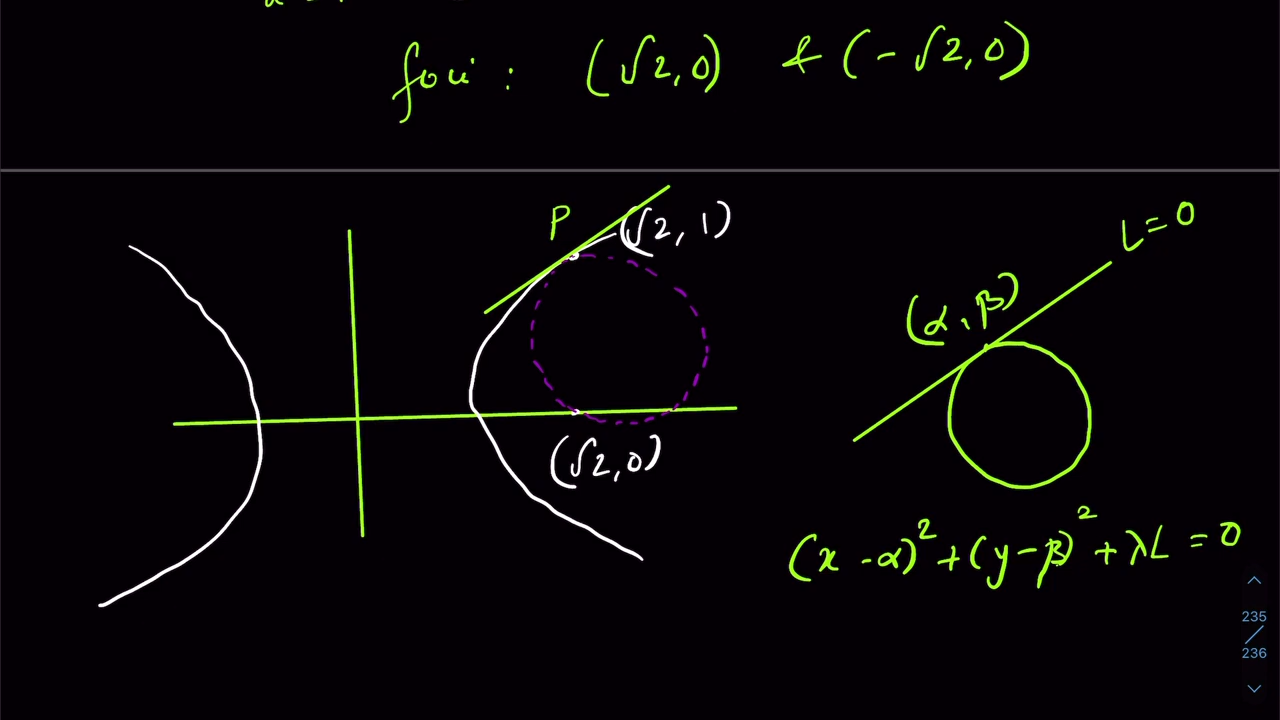 foci : (√2, 0) & (-√2, 0)
P
(√2, 1)
L=0
(α, β)
(√2, 0)
(x - α)² + (y - β)² + λL = 0
235
/
236